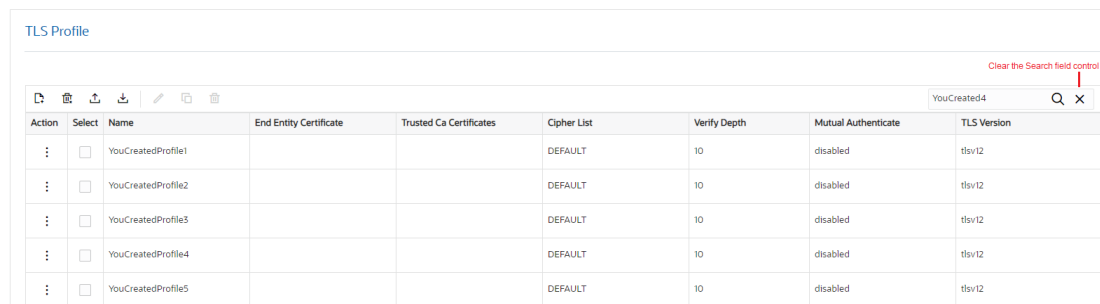 TLS Profile
Clear the Search field control
YouCreated4
Action Select Name End Entity Certificate Trusted Ca Certificates Cipher List Verify Depth Mutual Authenticate TLS Version
YouCreatedProfile1 DEFAULT 10 disabled tlsv12
YouCreatedProfile2 DEFAULT 10 disabled tlsv12
YouCreatedProfile3 DEFAULT 10 disabled tlsv12
YouCreatedProfile4 DEFAULT 10 disabled tlsv12
YouCreatedProfile5 DEFAULT 10 disabled tlsv12